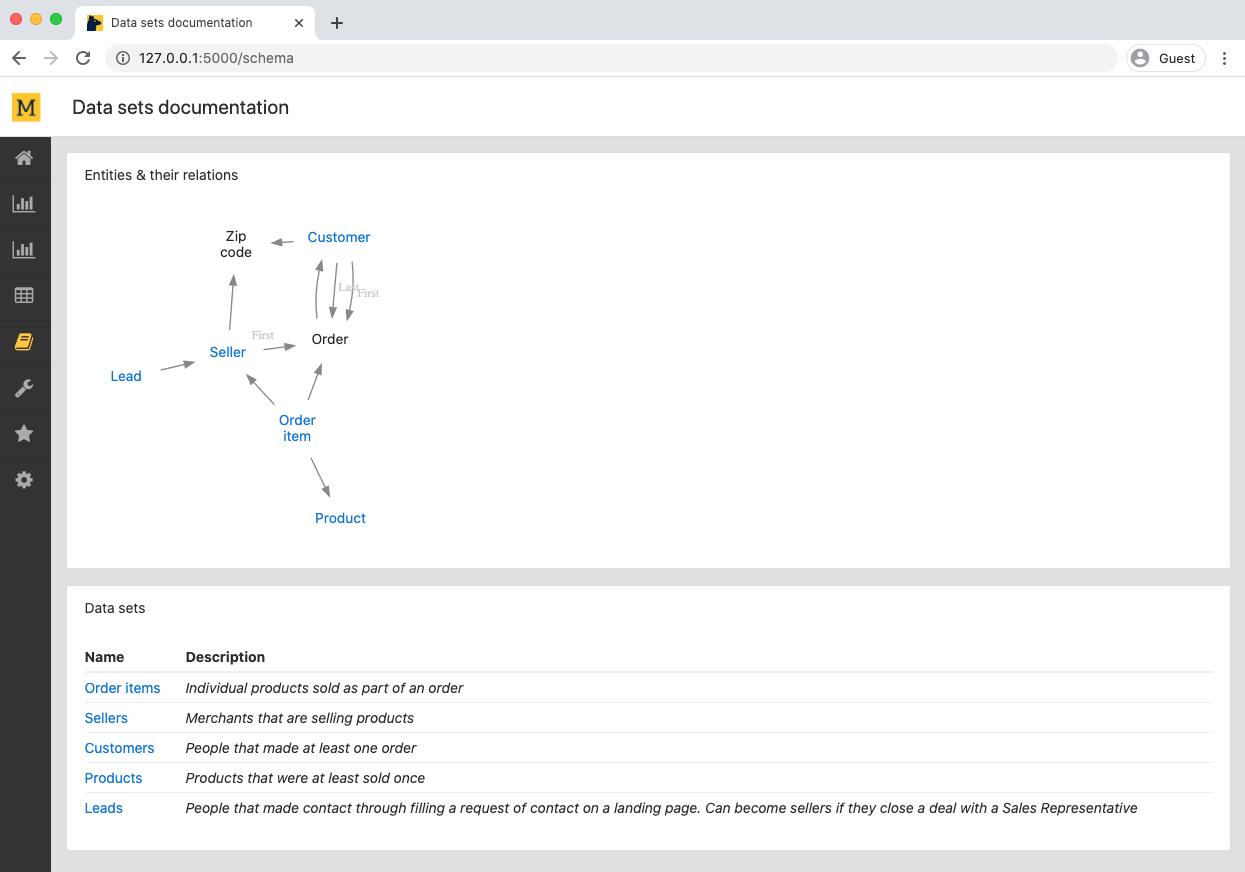 Data sets documentation
127.0.0.1:5000/schema
Guest
M
Data sets documentation
Entities & their relations
Zip
code
Customer
Last
First
First
Order
Seller
Lead
Order
item
Product
Data sets
Name Description
Order items Individual products sold as part of an order
Sellers Merchants that are selling products
Customers People that made at least one order
Products Products that were at least sold once
Leads People that made contact through filling a request of contact on a landing page. Can become sellers if they close a deal with a Sales Representative